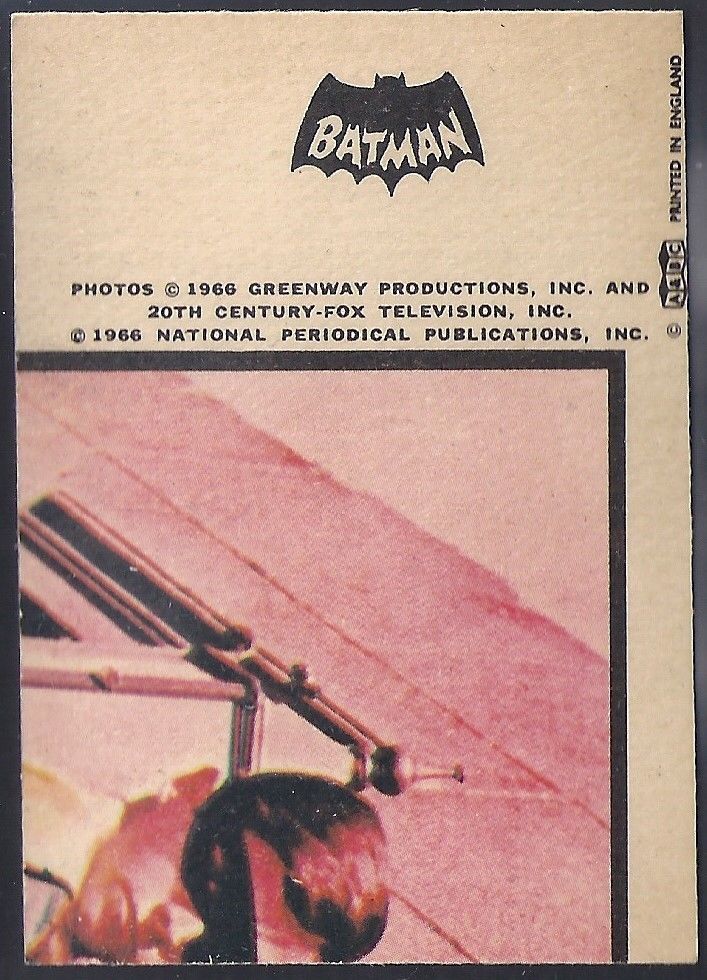 BATMAN
PHOTOS © 1966 GREENWAY PRODUCTIONS, INC. AND
20TH CENTURY-FOX TELEVISION, INC.
© 1966 NATIONAL PERIODICAL PUBLICATIONS, INC.
© A&BC PRINTED IN ENGLAND